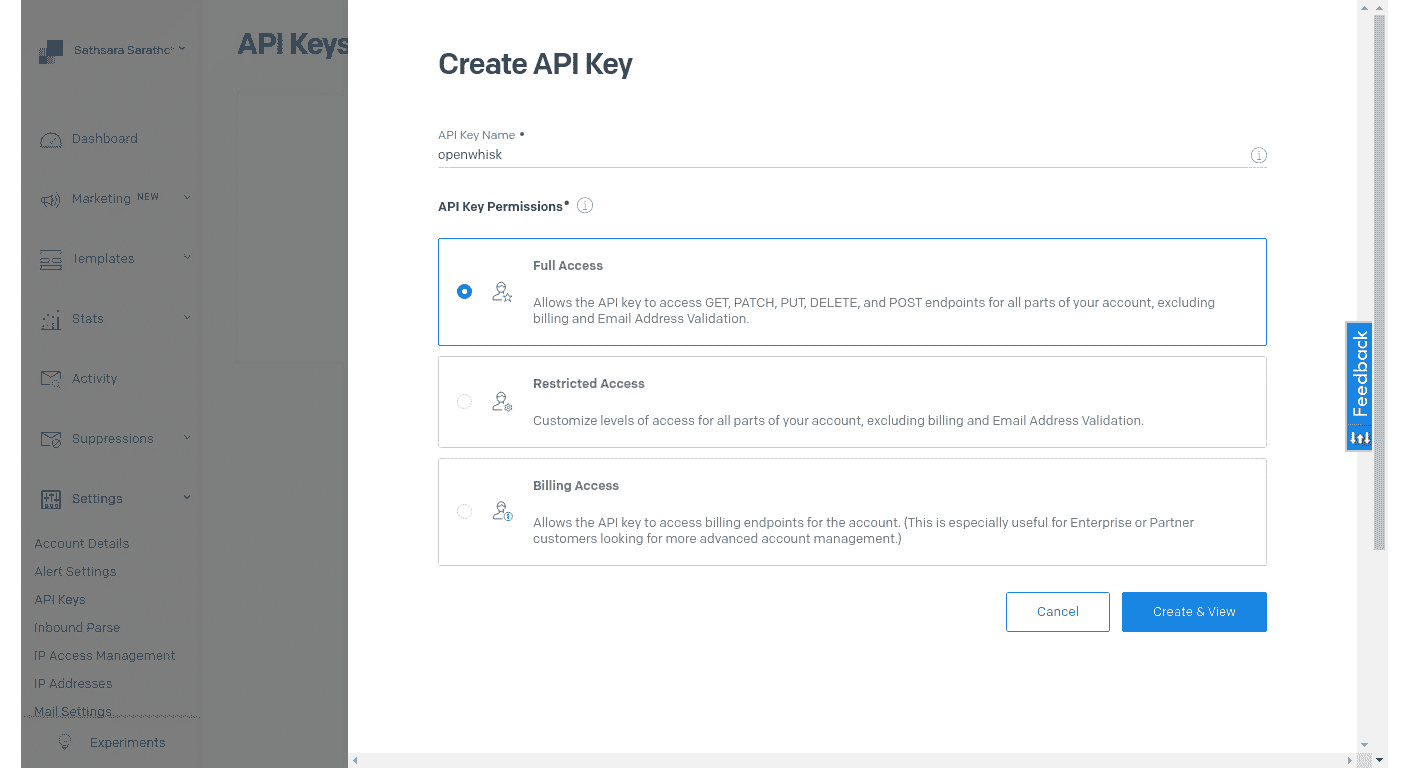 Sathsara Sarathc
API Keys
Dashboard
Marketing NEW
Templates
Stats
Activity
Suppressions
Settings
Account Details
Alert Settings
API Keys
Inbound Parse
IP Access Management
IP Addresses
Mail Settings
Experiments
Create API Key
API Key Name •
openwhisk
API Key Permissions•
Full Access
Allows the API key to access GET, PATCH, PUT, DELETE, and POST endpoints for all parts of your account, excluding
billing and Email Address Validation.
Restricted Access
Customize levels of access for all parts of your account, excluding billing and Email Address Validation.
Billing Access
Allows the API key to access billing endpoints for the account. (This is especially useful for Enterprise or Partner
customers looking for more advanced account management.)
Cancel
Create & View
Feedback